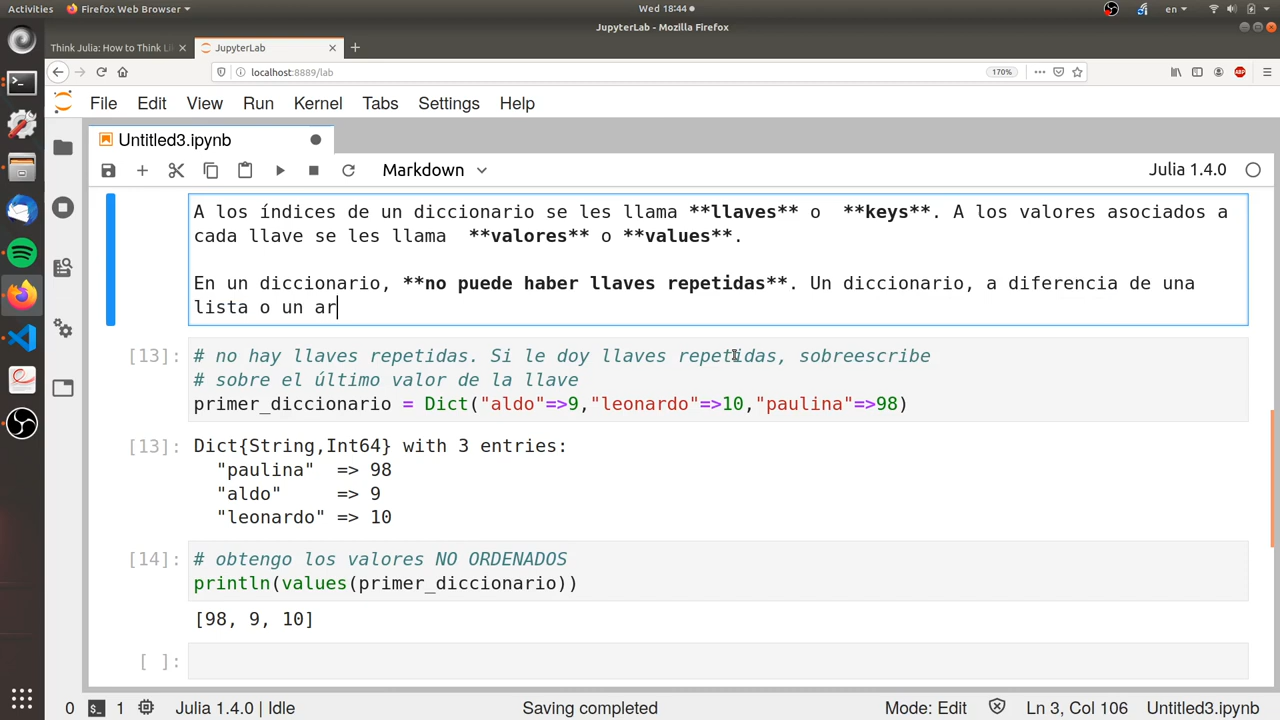 Activities Firefox Web Browser Wed 18:44 en
JupyterLab - Mozilla Firefox
Think Julia: How to Think Li JupyterLab
localhost:8889/lab 170% ABP
File Edit View Run Kernel Tabs Settings Help
Untitled3.ipynb
Markdown Julia 1.4.0
A los índices de un diccionario se les llama **llaves** o **keys**. A los valores asociados a
cada llave se les llama **valores** o **values**.
En un diccionario, **no puede haber llaves repetidas**. Un diccionario, a diferencia de una
lista o un ar
[13]: # no hay llaves repetidas. Si le doy llaves repetidas, sobreescribe
# sobre el último valor de la llave
primer_diccionario = Dict("aldo"=>9,"leonardo"=>10,"paulina"=>98)
[13]: Dict{String,Int64} with 3 entries:
"paulina" => 98
"aldo" => 9
"leonardo" => 10
[14]: # obtengo los valores NO ORDENADOS
println(values(primer_diccionario))
[98, 9, 10]
[ ]:
0 1 Julia 1.4.0 | Idle Saving completed Mode: Edit Ln 3, Col 106 Untitled3.ipynb